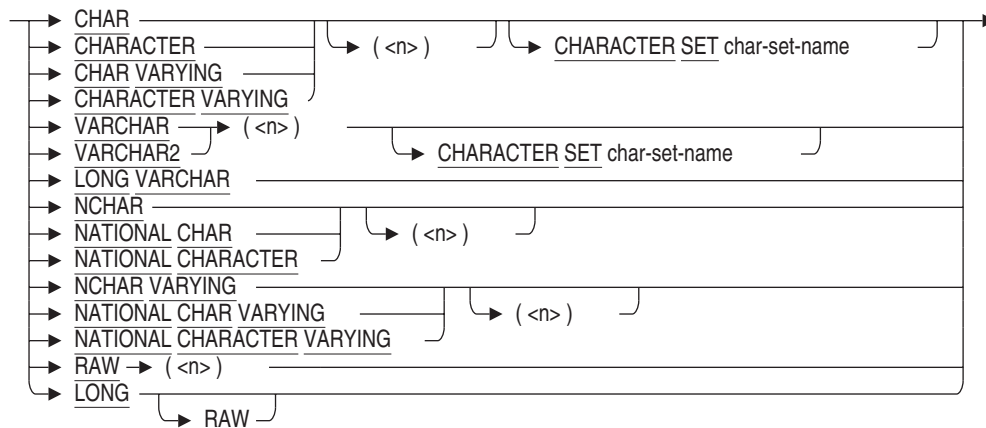 CHAR
CHARACTER ( <n> ) CHARACTER SET char-set-name
CHAR VARYING
CHARACTER VARYING
VARCHAR ( <n> )
VARCHAR2 CHARACTER SET char-set-name
LONG VARCHAR
NCHAR
NATIONAL CHAR ( <n> )
NATIONAL CHARACTER
NCHAR VARYING
NATIONAL CHAR VARYING ( <n> )
NATIONAL CHARACTER VARYING
RAW ( <n> )
LONG
RAW